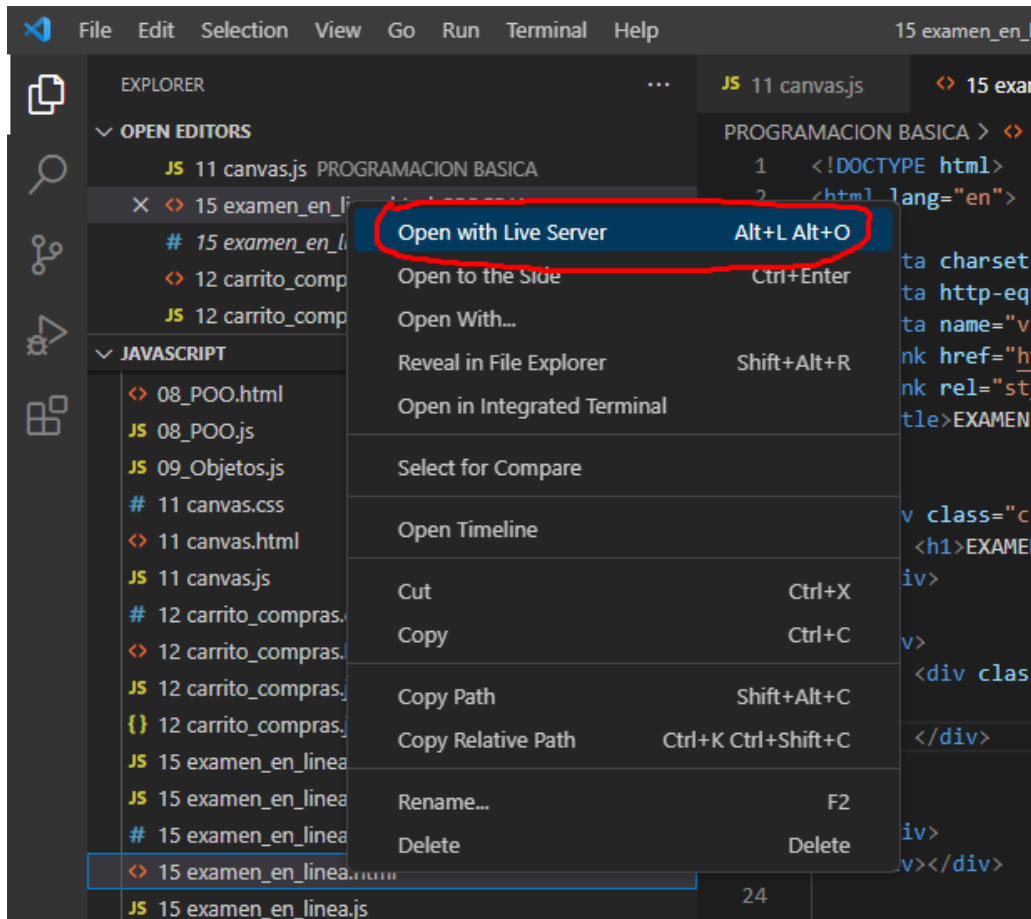 File Edit Selection View Go Run Terminal Help 15 examen_en_
EXPLORER ...
OPEN EDITORS
JS 11 canvas.js PROGRAMACION BASICA
15 examen_en_li
# 15 examen_en_li
12 carrito_comp
JS 12 carrito_comp
JAVASCRIPT
08_POO.html
JS 08_POO.js
JS 09_Objetos.js
# 11 canvas.css
11 canvas.html
JS 11 canvas.js
# 12 carrito_compras.
12 carrito_compras.
JS 12 carrito_compras.j
{} 12 carrito_compras.j
JS 15 examen_en_linea
JS 15 examen_en_linea
# 15 examen_en_linea
15 examen_en_linea.html
JS 15 examen_en_linea.js
Open with Live Server Alt+L Alt+O
Open to the Side Ctrl+Enter
Open With...
Reveal in File Explorer Shift+Alt+R
Open in Integrated Terminal
Select for Compare
Open Timeline
Cut Ctrl+X
Copy Ctrl+C
Copy Path Shift+Alt+C
Copy Relative Path Ctrl+K Ctrl+Shift+C
Rename... F2
Delete Delete
JS 11 canvas.js <> 15 exar
PROGRAMACION BASICA > <>
1 <!DOCTYPE html>
2 <html lang="en">
ta charset
ta http-eq
ta name="v
nk href="h
nk rel="st
tle>EXAMEN
v class="c
<h1>EXAME
iv>
v>
<div clas
</div>
iv>
v></div>
24